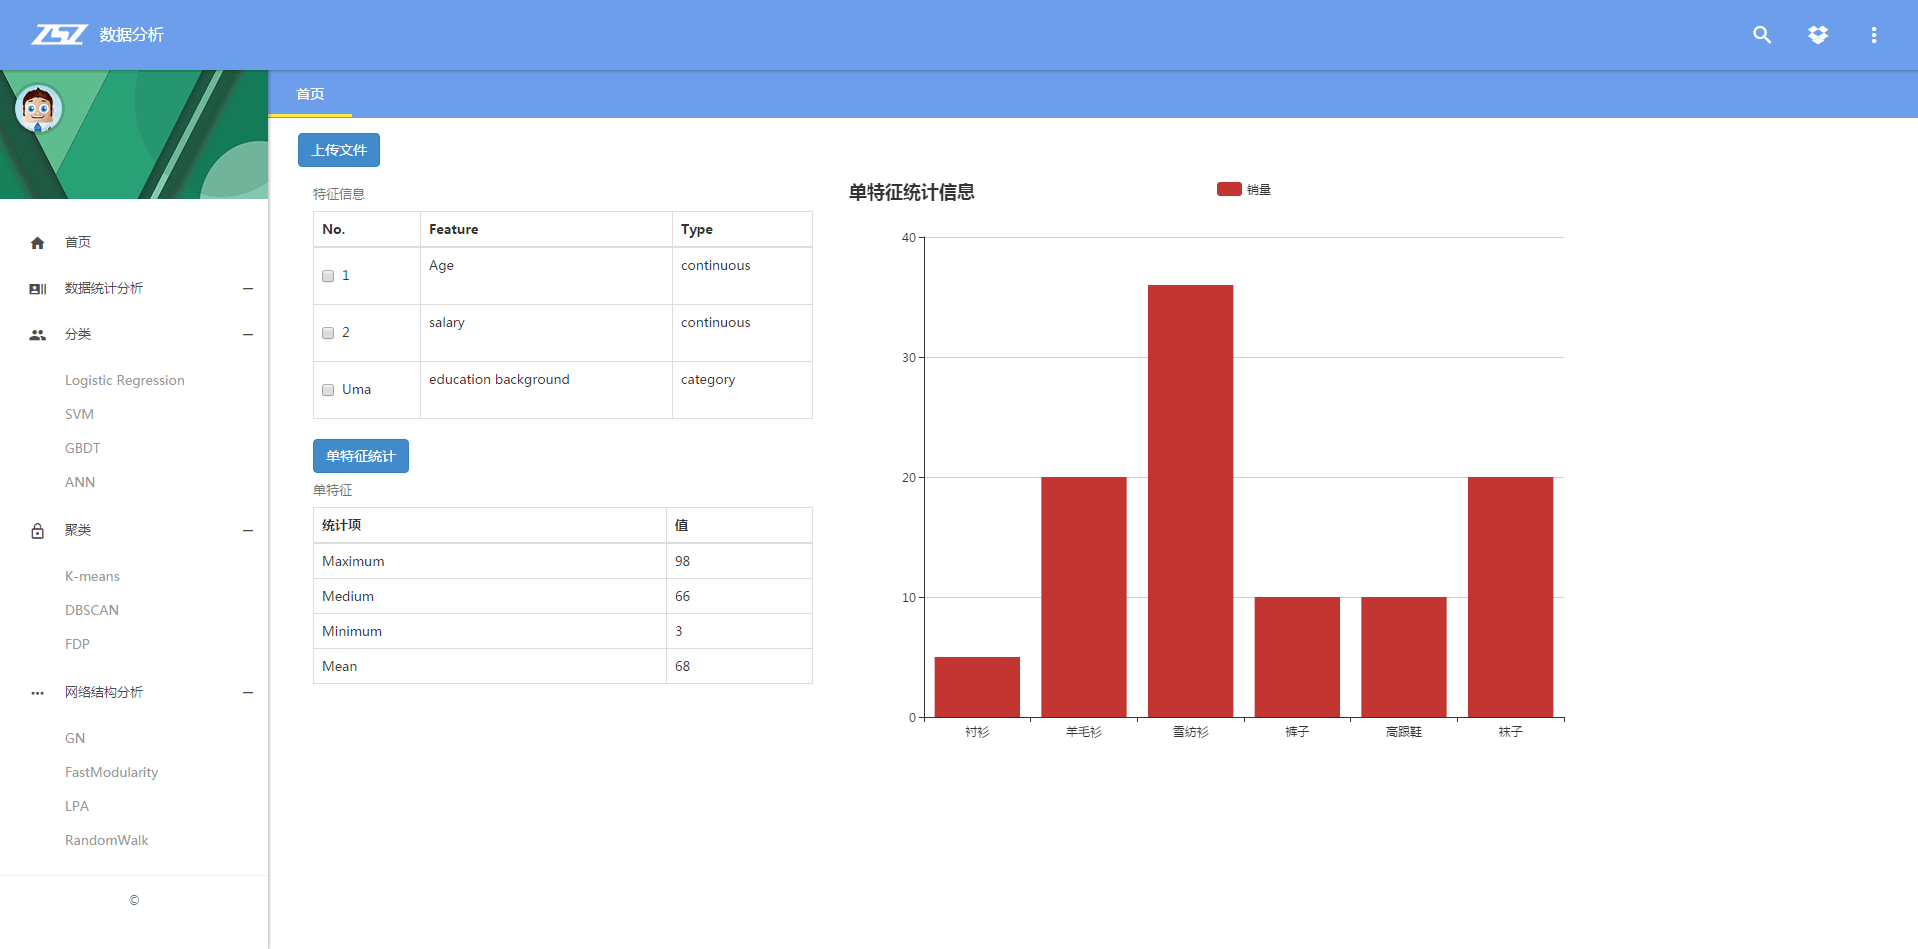 ZSZ 数据分析
首页
上传文件
特征信息
No. Feature Type
1 Age continuous
2 salary continuous
Uma education background category
单特征统计
单特征
统计项 值
Maximum 98
Medium 66
Minimum 3
Mean 68
单特征统计信息
销量
40
30
20
10
0
衬衫 羊毛衫 雪纺衫 裤子 高跟鞋 袜子
首页
数据统计分析
分类
Logistic Regression
SVM
GBDT
ANN
聚类
K-means
DBSCAN
FDP
网络结构分析
GN
FastModularity
LPA
RandomWalk
©